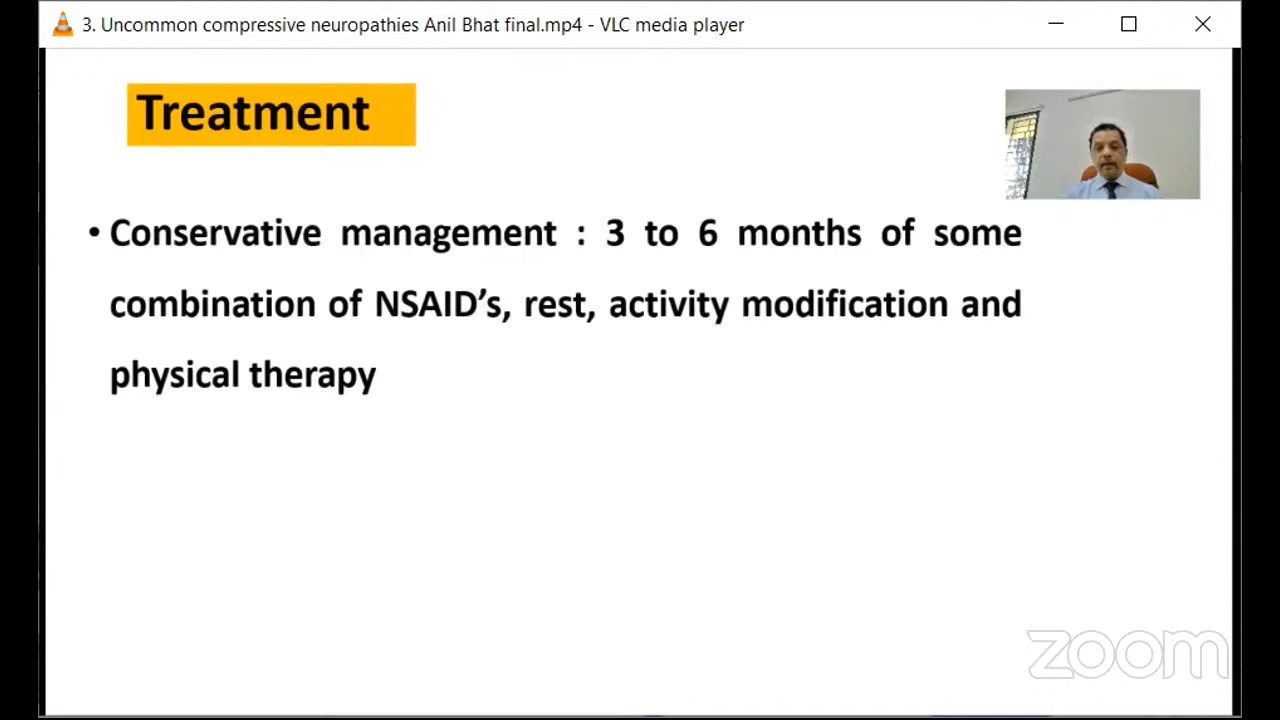 3. Uncommon compressive neuropathies Anil Bhat final.mp4 - VLC media player
Treatment
• Conservative management : 3 to 6 months of some
combination of NSAID’s, rest, activity modification and
physical therapy
zoom